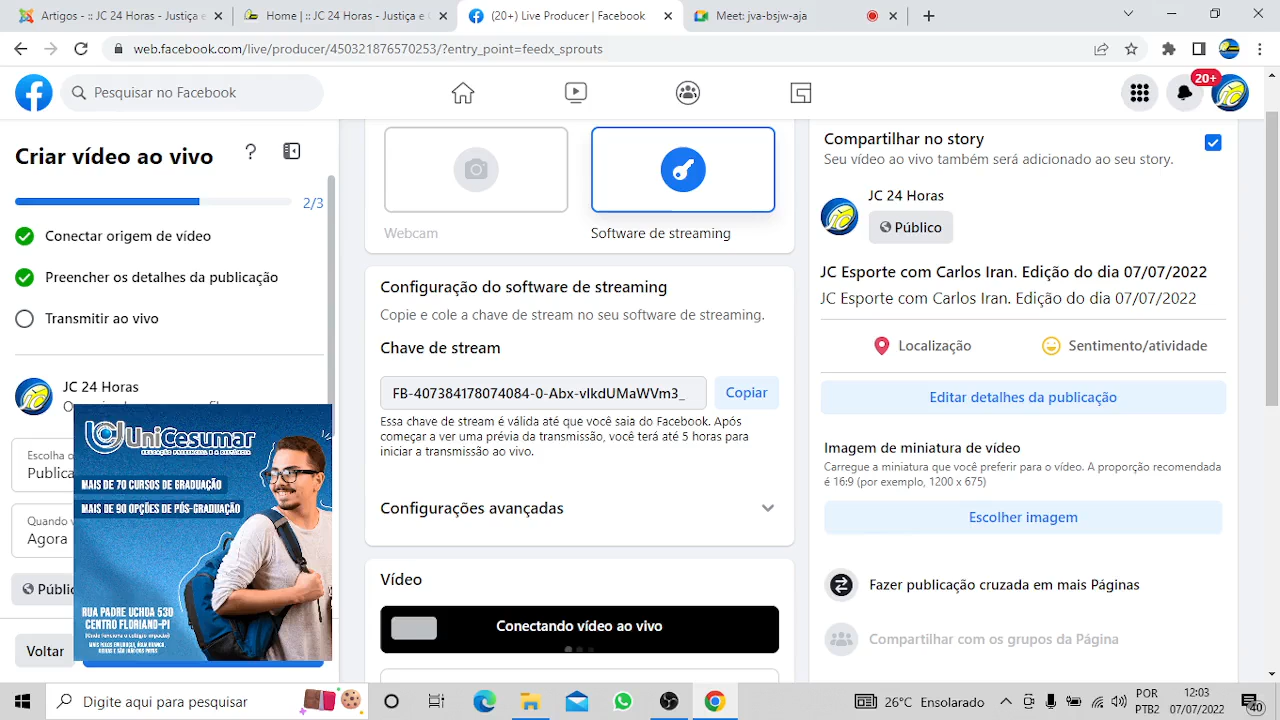 Artigos - JC 24 Horas - Justiça e
Home | :: JC 24 Horas - Justiça e
(20+) Live Producer | Facebook
Meet: jva-bsjw-aja
web.facebook.com/live/producer/450321876570253/?entry_point=feedx_sprouts
Pesquisar no Facebook
20+
Criar vídeo ao vivo
?
2/3
Conectar origem de vídeo
Preencher os detalhes da publicação
Transmitir ao vivo
JC 24 Horas
Escolha o
Publica
Quando v
Agora
Públic
Voltar
UniCesumar
MAIS DE 70 CURSOS DE GRADUAÇÃO
MAIS DE 90 OPÇÕES DE PÓS-GRADUAÇÃO
RUA PADRE UCHOA 530
CENTRO FLORIANO-PI
Webcam
Software de streaming
Configuração do software de streaming
Copie e cole a chave de stream no seu software de streaming.
Chave de stream
FB-407384178074084-0-Abx-vIkdUMaWVm3_
Copiar
Essa chave de stream é válida até que você saia do Facebook. Após
começar a ver uma prévia da transmissão, você terá até 5 horas para
iniciar a transmissão ao vivo.
Configurações avançadas
Vídeo
Conectando vídeo ao vivo
Compartilhar no story
Seu vídeo ao vivo também será adicionado ao seu story.
JC 24 Horas
Público
JC Esporte com Carlos Iran. Edição do dia 07/07/2022
JC Esporte com Carlos Iran. Edição do dia 07/07/2022
Localização
Sentimento/atividade
Editar detalhes da publicação
Imagem de miniatura de vídeo
Carregue a miniatura que você preferir para o vídeo. A proporção recomendada
é 16:9 (por exemplo, 1200 x 675)
Escolher imagem
Fazer publicação cruzada em mais Páginas
Compartilhar com os grupos da Página
Digite aqui para pesquisar
26°C Ensolarado
POR
PTB2
12:03
07/07/2022
40